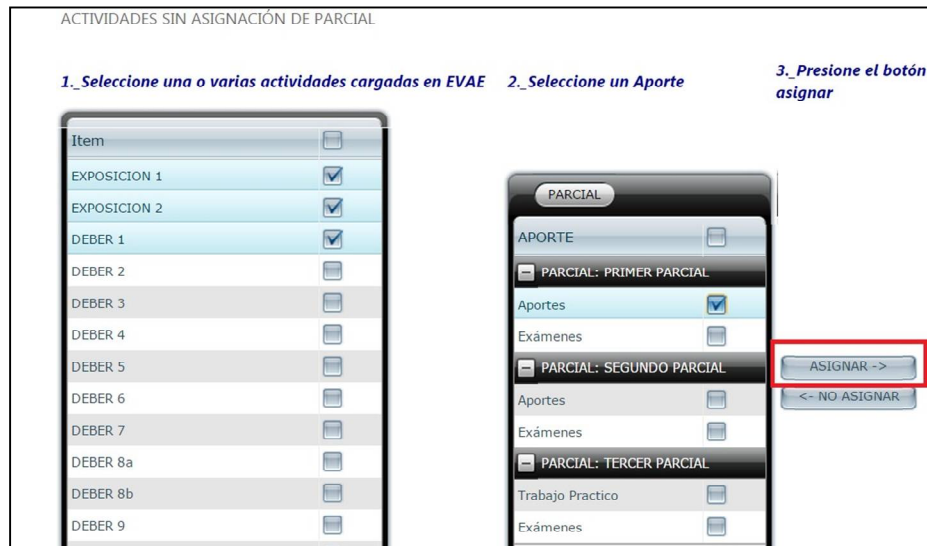 ACTIVIDADES SIN ASIGNACIÓN DE PARCIAL
1._Seleccione una o varias actividades cargadas en EVAE
2._Seleccione un Aporte
3._Presione el botón
asignar
Item
EXPOSICION 1
EXPOSICION 2
DEBER 1
DEBER 2
DEBER 3
DEBER 4
DEBER 5
DEBER 6
DEBER 7
DEBER 8a
DEBER 8b
DEBER 9
PARCIAL
APORTE
PARCIAL: PRIMER PARCIAL
Aportes
Exámenes
PARCIAL: SEGUNDO PARCIAL
Aportes
Exámenes
PARCIAL: TERCER PARCIAL
Trabajo Practico
Exámenes
ASIGNAR ->
<- NO ASIGNAR